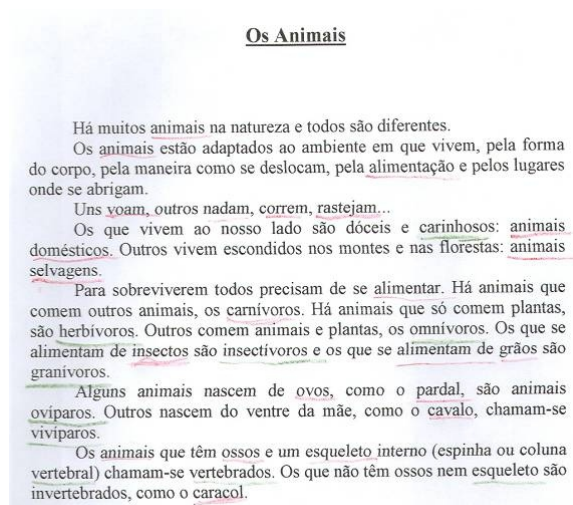 Os Animais
Há muitos animais na natureza e todos são diferentes.
Os animais estão adaptados ao ambiente em que vivem, pela forma
do corpo, pela maneira como se deslocam, pela alimentação e pelos lugares
onde se abrigam.
Uns voam, outros nadam, correm, rastejam...
Os que vivem ao nosso lado são dóceis e carinhosos: animais
domésticos. Outros vivem escondidos nos montes e nas florestas: animais
selvagens.
Para sobreviverem todos precisam de se alimentar. Há animais que
comem outros animais, os carnívoros. Há animais que só comem plantas,
são herbívoros. Outros comem animais e plantas, os omnívoros. Os que se
alimentam de insectos são insectívoros e os que se alimentam de grãos são
granívoros.
Alguns animais nascem de ovos, como o pardal, são animais
ovíparos. Outros nascem do ventre da mãe, como o cavalo, chamam-se
vivíparos.
Os animais que têm ossos e um esqueleto interno (espinha ou coluna
vertebral) chamam-se vertebrados. Os que não têm ossos nem esqueleto são
invertebrados, como o caracol.